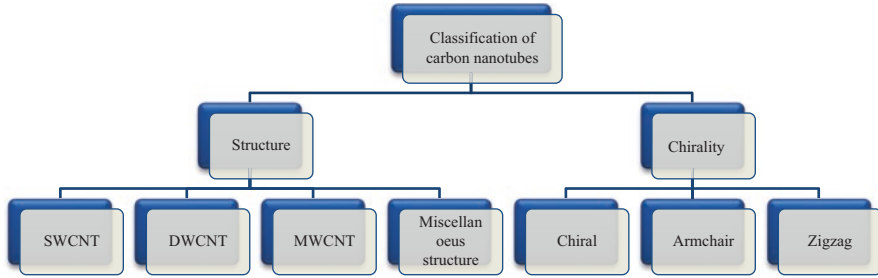 Classification of
carbon nanotubes
Structure
Chirality
SWCNT
DWCNT
MWCNT
Miscellan
oeus
structure
Chiral
Armchair
Zigzag